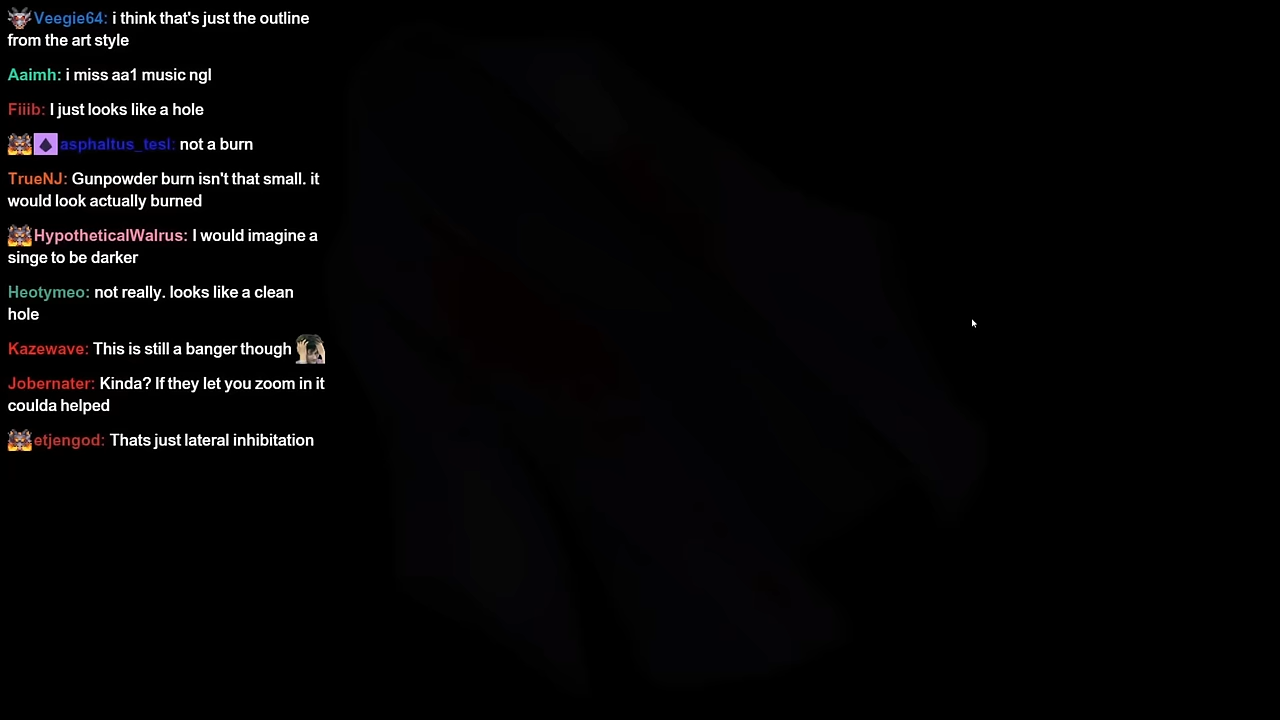 Veegie64: i think that's just the outline
from the art style
Aaimh: i miss aa1 music ngl
Fiiib: I just looks like a hole
asphaltus_tesl: not a burn
TrueNJ: Gunpowder burn isn't that small. it
would look actually burned
HypotheticalWalrus: I would imagine a
singe to be darker
Heotymeo: not really. looks like a clean
hole
Kazewave: This is still a banger though
Jobernater: Kinda? If they let you zoom in it
coulda helped
etjengod: Thats just lateral inhibitation